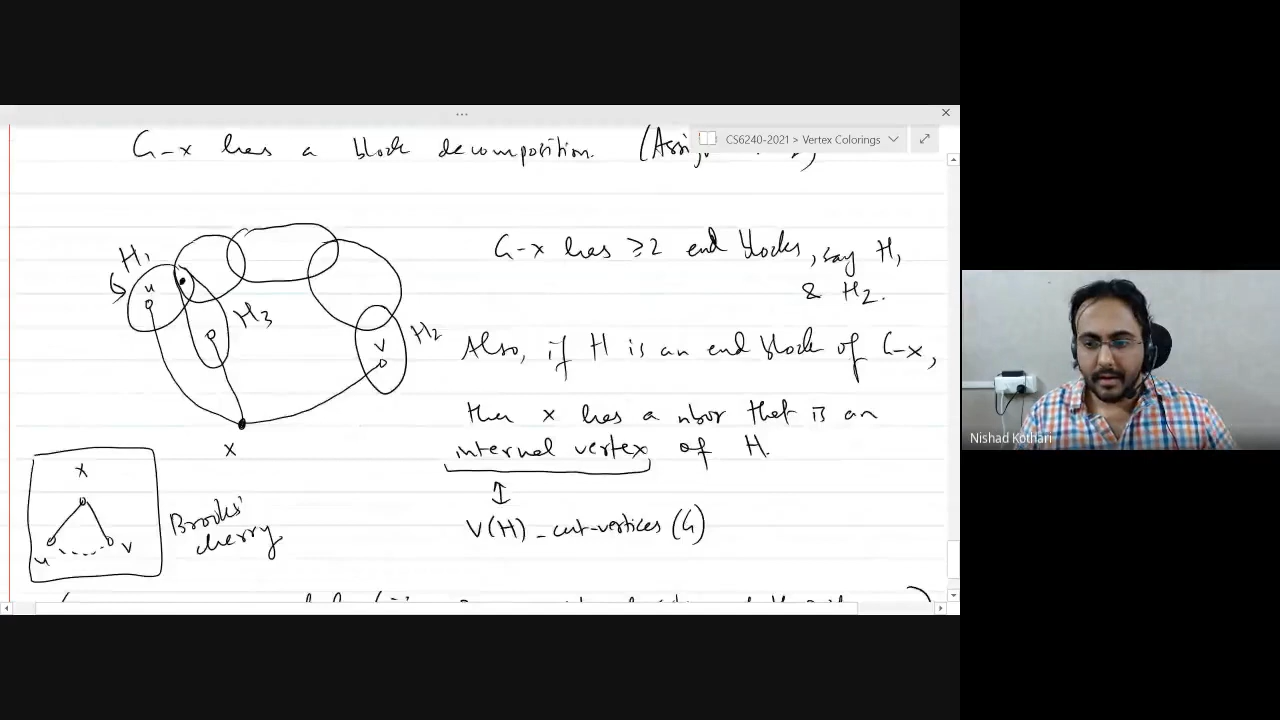 G-x has a block decomposition. (Assig
CS6240-2021 > Vertex Colorings
H₁
u
H₃
v
H₂
x
G-x has ≥2 end blocks, say H₁
& H₂.
Also, if H is an end block of G-x,
then x has a nbor that is an
internal vertex of H.
↕
V(H) - cut-vertices (G)
x
u
v
Brooks'
cherry
Nishad Kothari